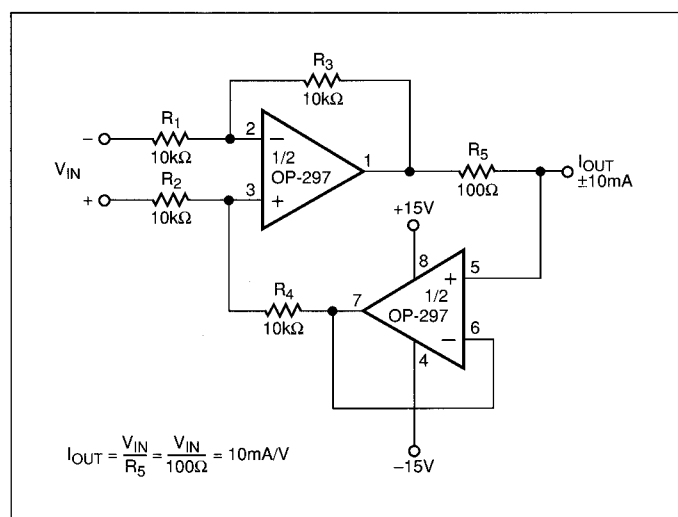 R3
10kΩ
R1
10kΩ
−
VIN
R2
10kΩ
+
2
−
1/2
OP-297
3
+
1
R5
100Ω
IOUT
±10mA
+15V
8
+
5
1/2
OP-297
7
−
6
4
−15V
R4
10kΩ
IOUT = VIN/R5 = VIN/100Ω = 10mA/V